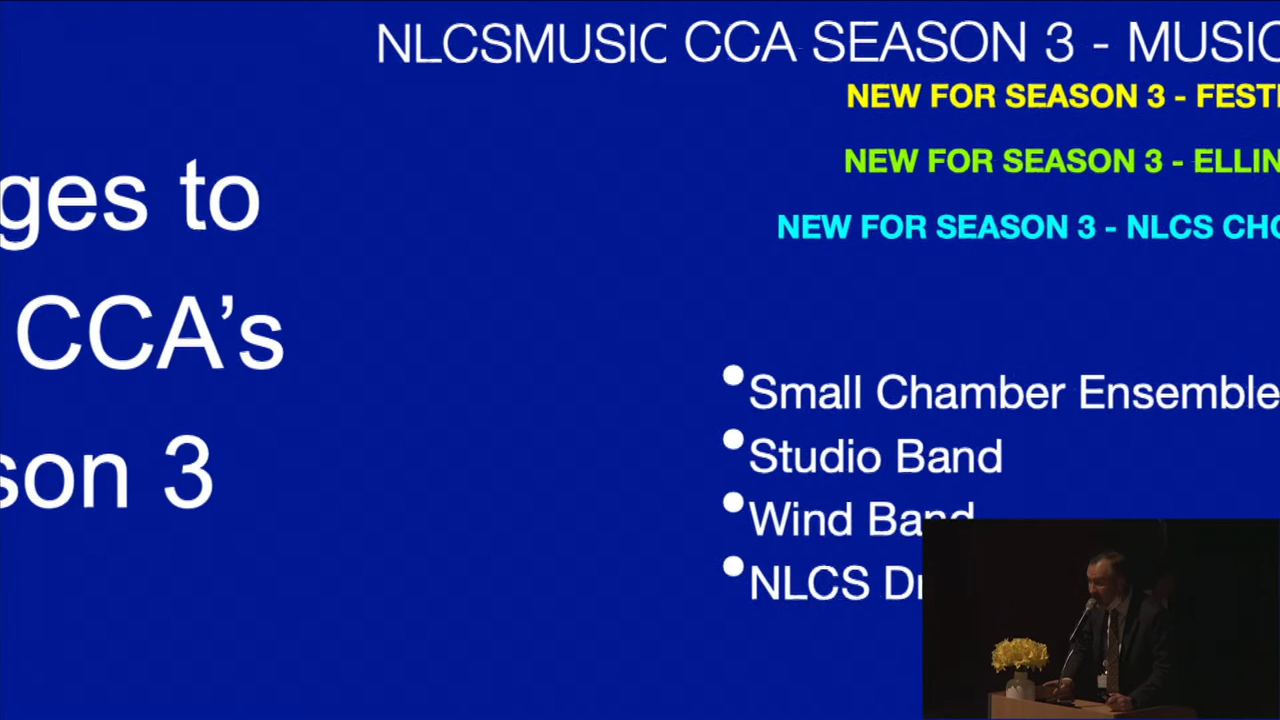 NLCSMUSIC CCA SEASON 3 - MUSIC
NEW FOR SEASON 3 - FESTI
NEW FOR SEASON 3 - ELLIN
NEW FOR SEASON 3 - NLCS CHO
ges to
CCA’s
son 3
Small Chamber Ensemble
Studio Band
Wind Band
NLCS Dr